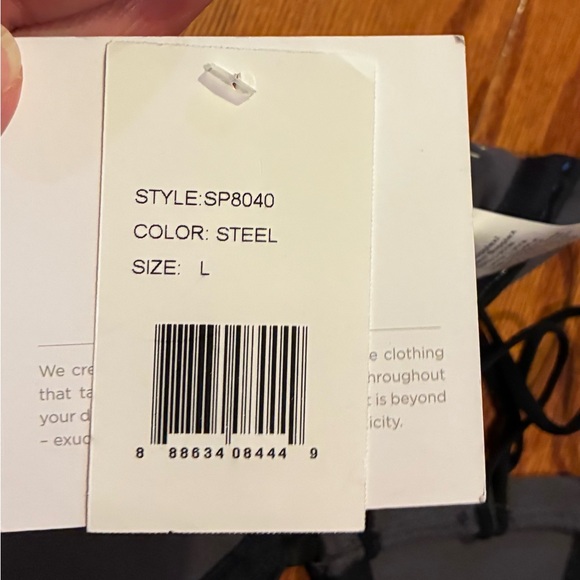 STYLE:SP8040
COLOR: STEEL
SIZE: L
We cre e clothing
that ta hroughout
your d is beyond
– exuc icity.
8 88634 08444 9